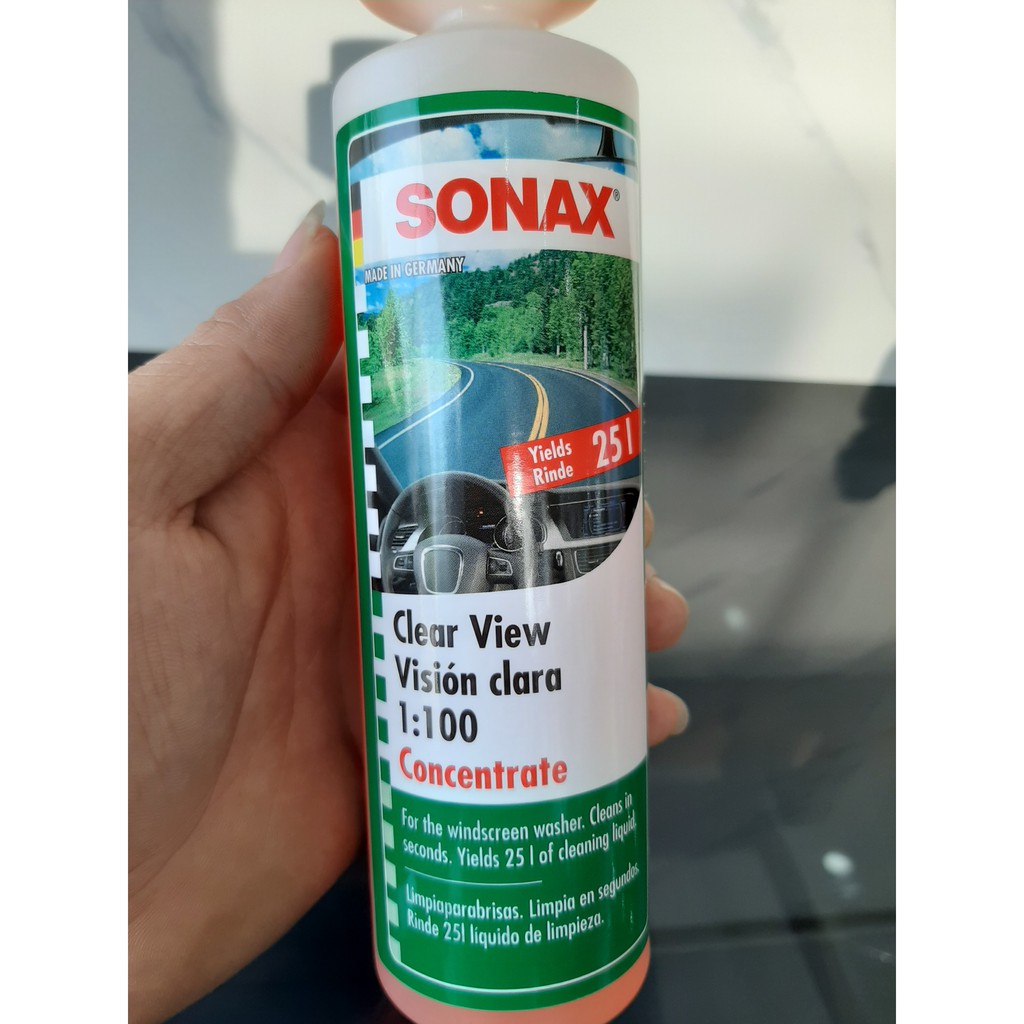 SONAX®
MADE IN GERMANY
Yields 25 l
Rinde
Clear View
Visión clara
1:100
Concentrate
For the windscreen washer. Cleans in
seconds. Yields 25 l of cleaning liquid.
Limpiaparabrisas. Limpia en segundos.
Rinde 25l líquido de limpieza.